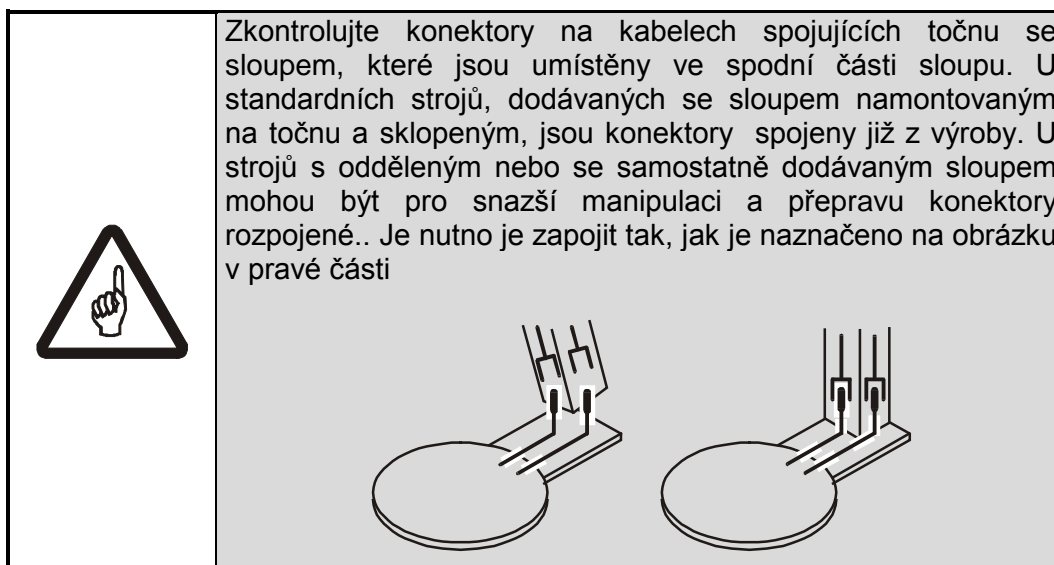 Zkontrolujte konektory na kabelech spojujících točnu se
sloupem, které jsou umístěny ve spodní části sloupu. U
standardních strojů, dodávaných se sloupem namontovaným
na točnu a sklopeným, jsou konektory spojeny již z výroby. U
strojů s odděleným nebo se samostatně dodávaným sloupem
mohou být pro snazší manipulaci a přepravu konektory
rozpojené.. Je nutno je zapojit tak, jak je naznačeno na obrázku
v pravé části